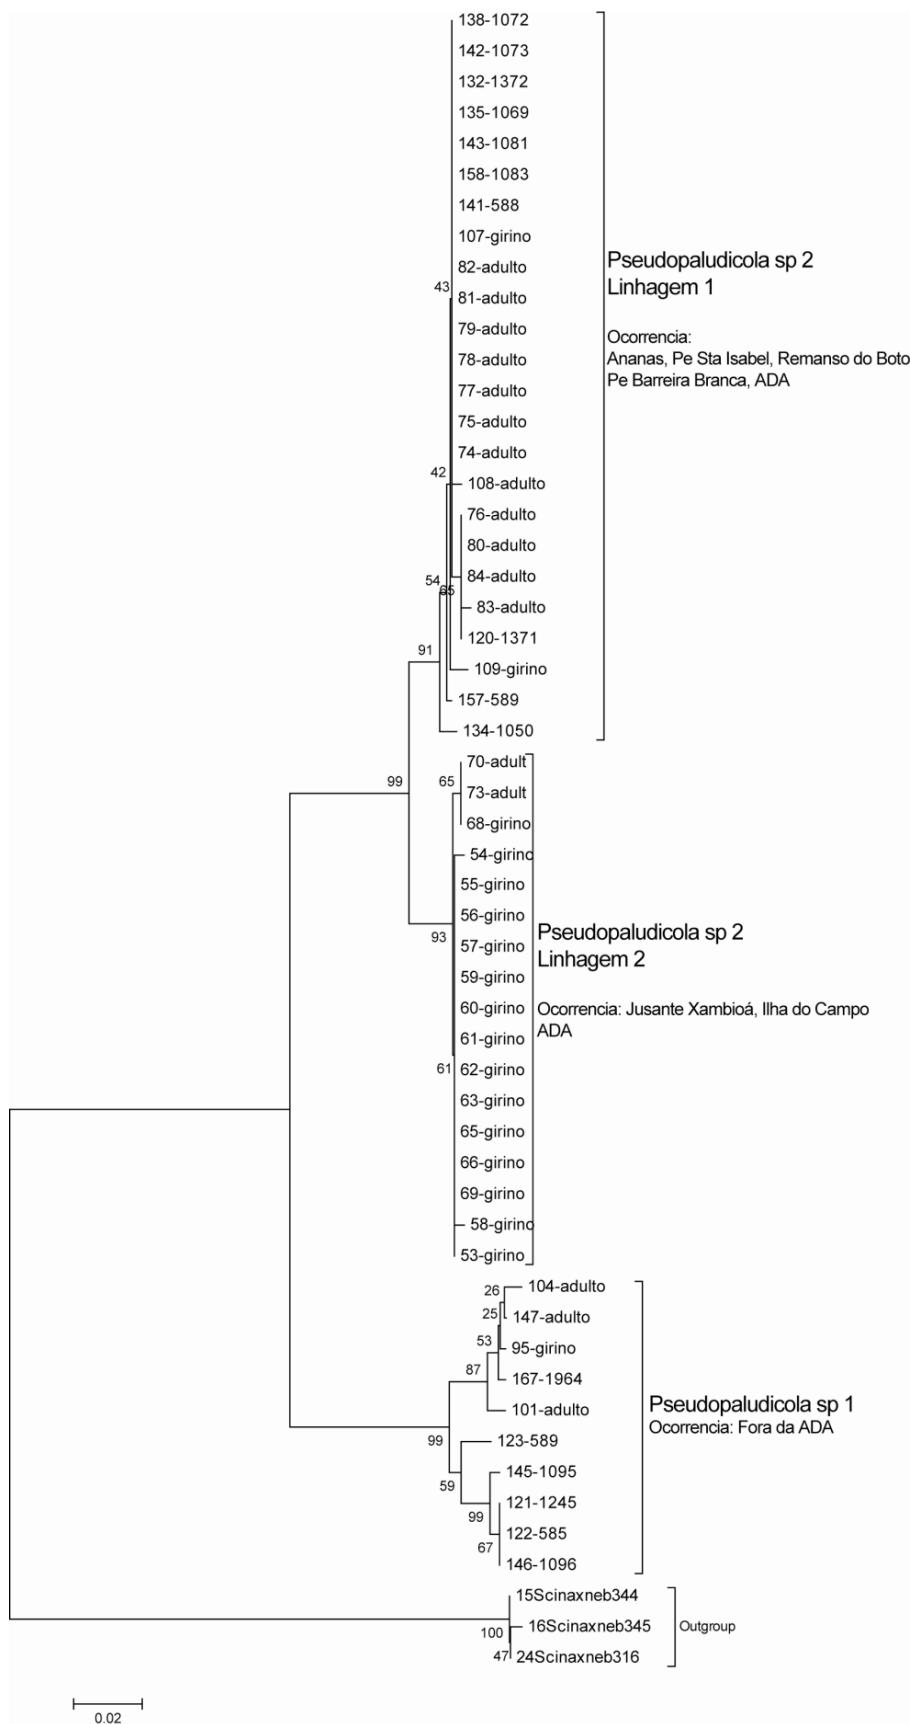 138-1072
142-1073
132-1372
135-1069
143-1081
158-1083
141-588
107-girino
82-adulto
43
81-adulto
79-adulto
78-adulto
77-adulto
75-adulto
74-adulto
42
108-adulto
76-adulto
80-adulto
54
65
84-adulto
83-adulto
120-1371
91
109-girino
157-589
134-1050
Pseudopaludicola sp 2
Linhagem 1
Ocorrencia:
Ananas, Pe Sta Isabel, Remanso do Boto
Pe Barreira Branca, ADA
99
65
70-adult
73-adult
68-girino
54-girino
55-girino
56-girino
93
57-girino
59-girino
60-girino
61-girino
61
62-girino
63-girino
65-girino
66-girino
69-girino
58-girino
53-girino
Pseudopaludicola sp 2
Linhagem 2
Ocorrencia: Jusante Xambioá, Ilha do Campo
ADA
26
104-adulto
25
147-adulto
53
95-girino
87
167-1964
101-adulto
99
123-589
59
145-1095
99
121-1245
67
122-585
146-1096
Pseudopaludicola sp 1
Ocorrencia: Fora da ADA
15Scinaxneb344
100
16Scinaxneb345
47
24Scinaxneb316
Outgroup
0.02